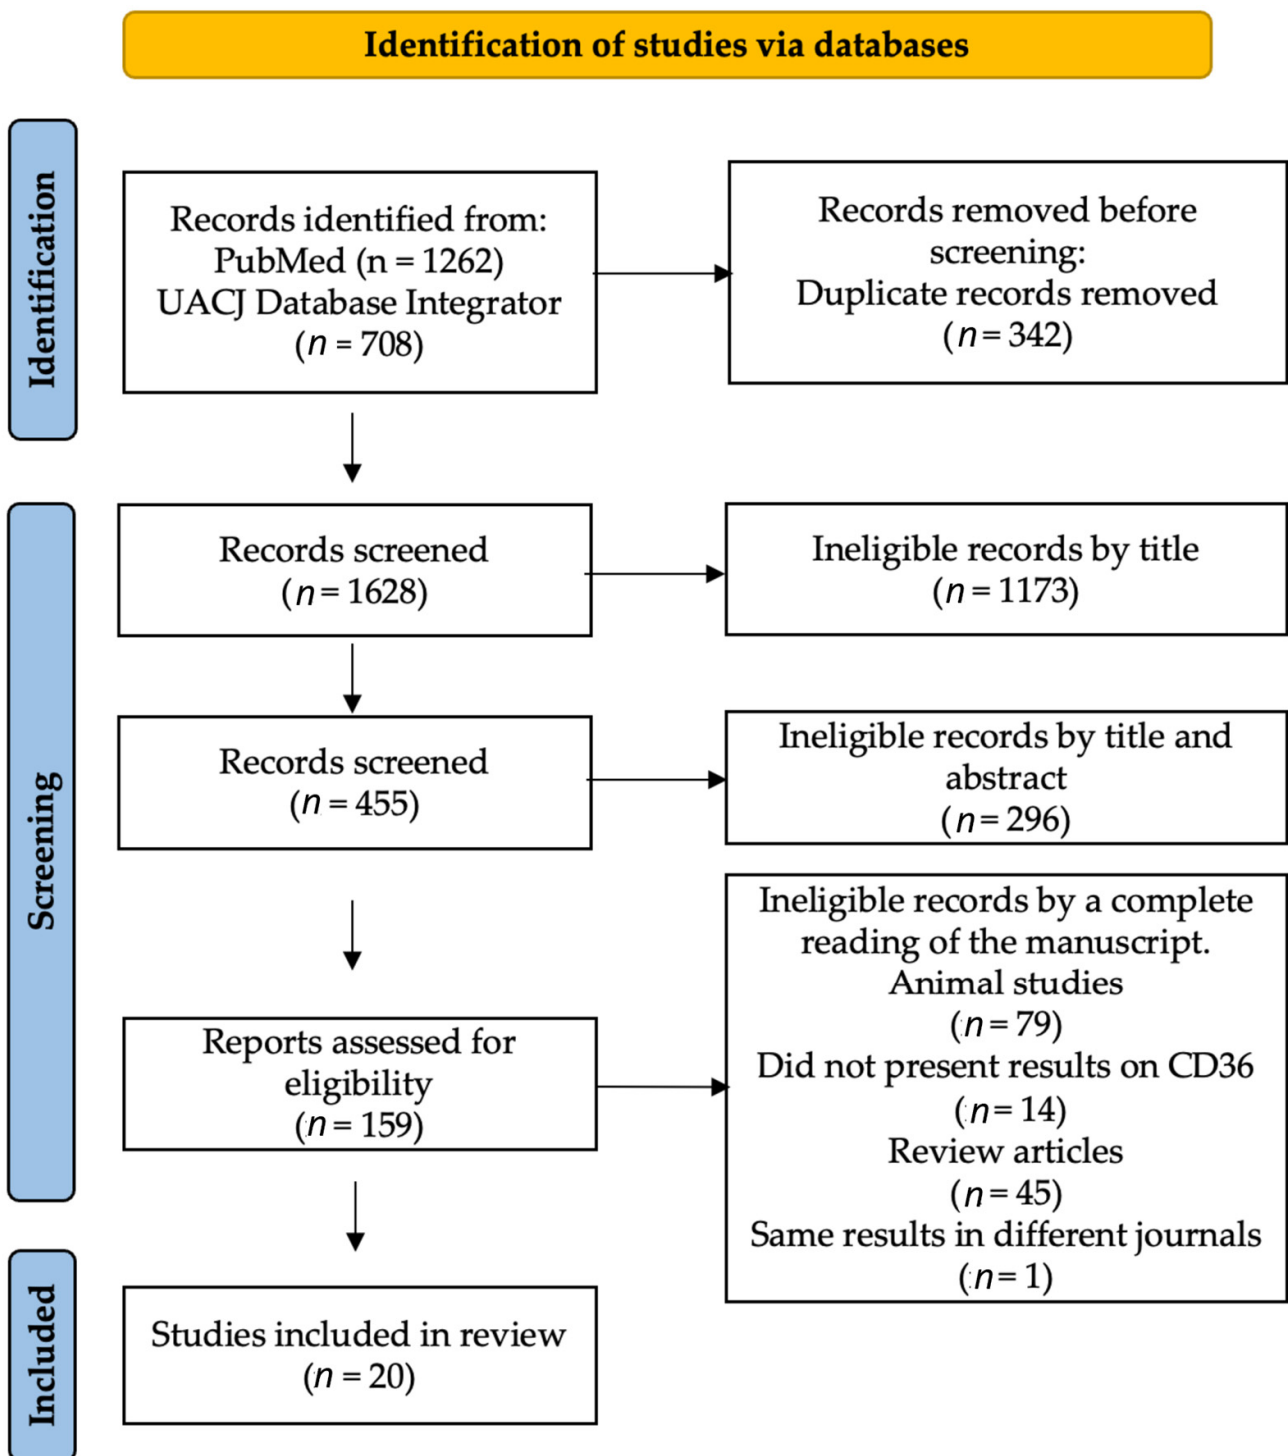 Identification of studies via databases
Identification
Records identified from:
PubMed (n = 1262)
UACJ Database Integrator
(n = 708)
Records removed before
screening:
Duplicate records removed
(n = 342)
Screening
Records screened
(n = 1628)
Ineligible records by title
(n = 1173)
Records screened
(n = 455)
Ineligible records by title and
abstract
(n = 296)
Reports assessed for
eligibility
(n = 159)
Ineligible records by a complete
reading of the manuscript.
Animal studies
(n = 79)
Did not present results on CD36
(n = 14)
Review articles
(n = 45)
Same results in different journals
(n = 1)
Included
Studies included in review
(n = 20)